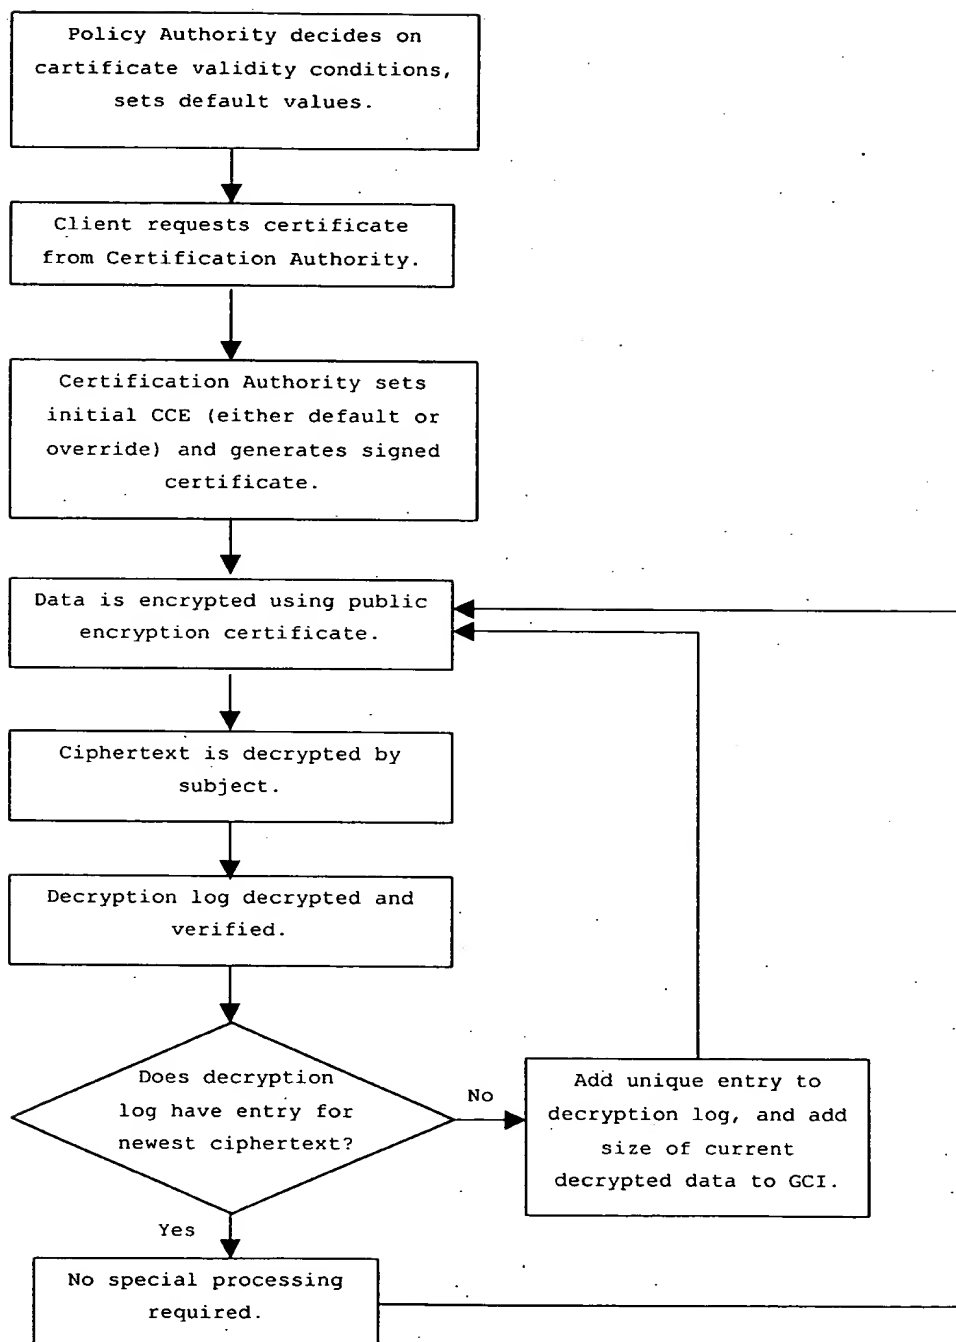 Policy Authority decides on
cartificate validity conditions,
sets default values.
Client requests certificate
from Certification Authority.
Certification Authority sets
initial CCE (either default or
override) and generates signed
certificate.
Data is encrypted using public
encryption certificate.
Ciphertext is decrypted by
subject.
Decryption log decrypted and
verified.
Does decryption
log have entry for
newest ciphertext?
No
Add unique entry to
decryption log, and add
size of current
decrypted data to GCI.
Yes
No special processing
required.